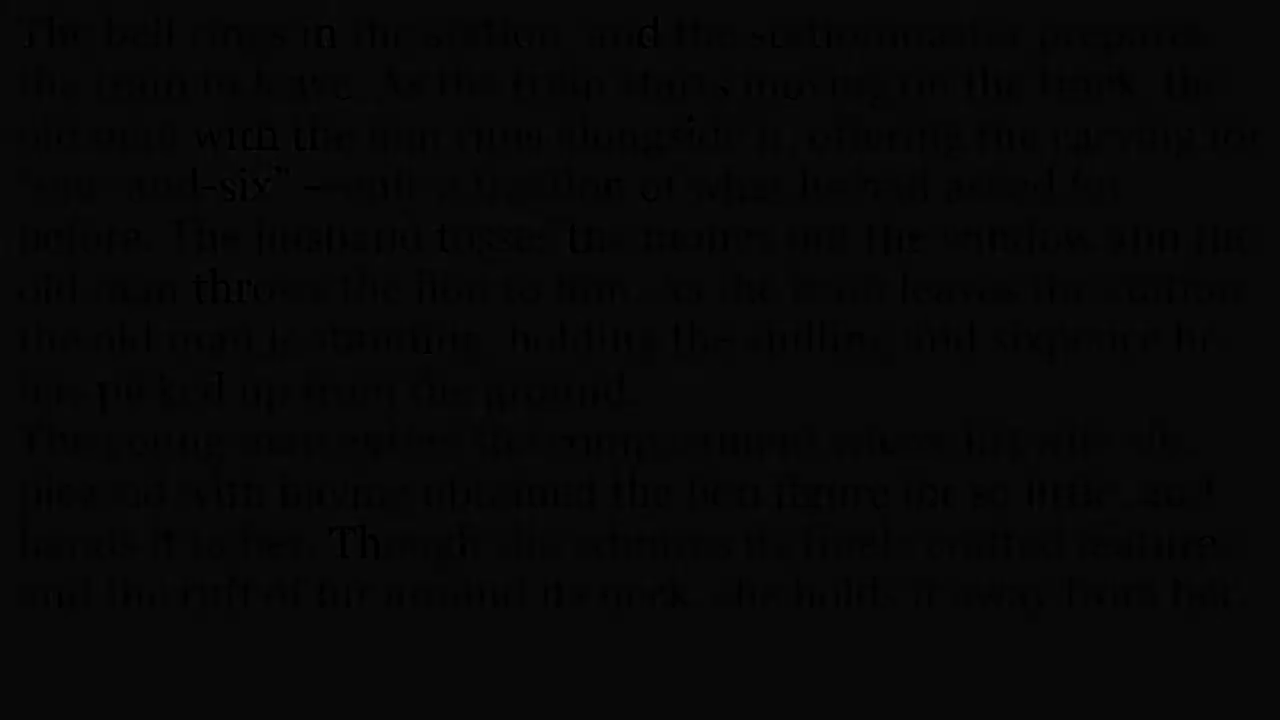 The bell rings in the station, and the stationmaster prepares
the train to leave. As the train starts moving on the track, the
old man with the lion runs alongside it, offering the carving for
"one-and-six" —only a fraction of what he had asked for
before. The husband tosses the money out the window and the
old man throws the lion to him. As the train leaves the station
the old man is standing, holding the shilling and sixpence he
has picked up from the ground.
The young man enters the compartment where his wife sits,
pleased with having obtained the lion figure for so little, and
hands it to her. Though she admires its finely crafted features
and the ruff of fur around its neck, she holds it away from her.